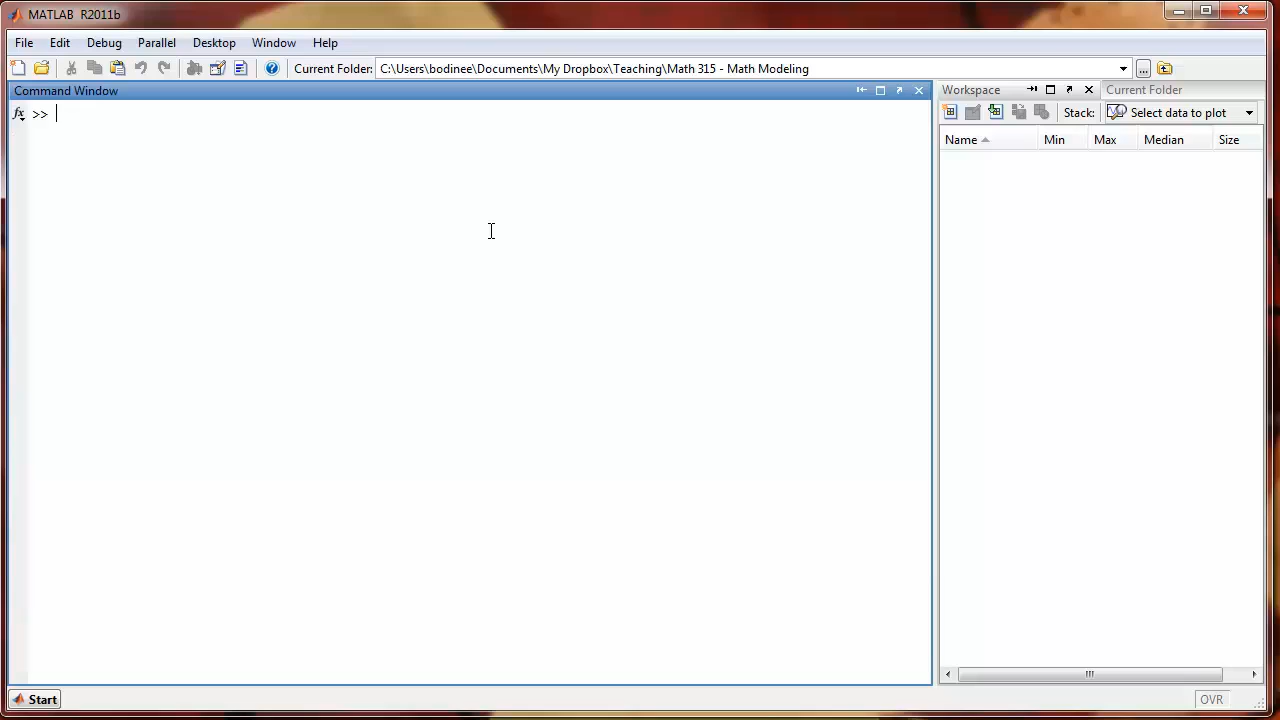 MATLAB R2011b
File Edit Debug Parallel Desktop Window Help
Current Folder: C:\Users\bodinee\Documents\My Dropbox\Teaching\Math 315 - Math Modeling ...
Command Window
fx >>
Workspace Current Folder
Stack: Select data to plot
Name Min Max Median Size
Start
OVR